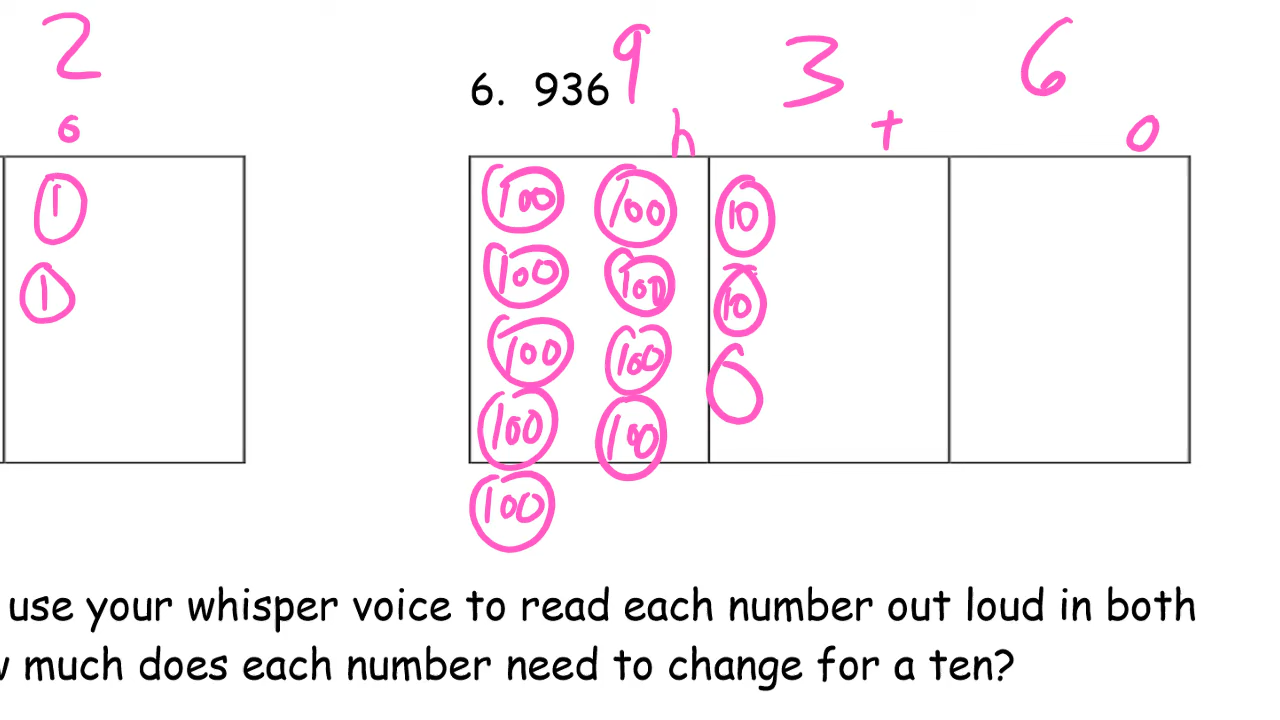 2
9 3 6
6. 936
o
h t o
1
100 100 10
1
100 100 10
100 100
100 100
100
use your whisper voice to read each number out loud in both
w much does each number need to change for a ten?